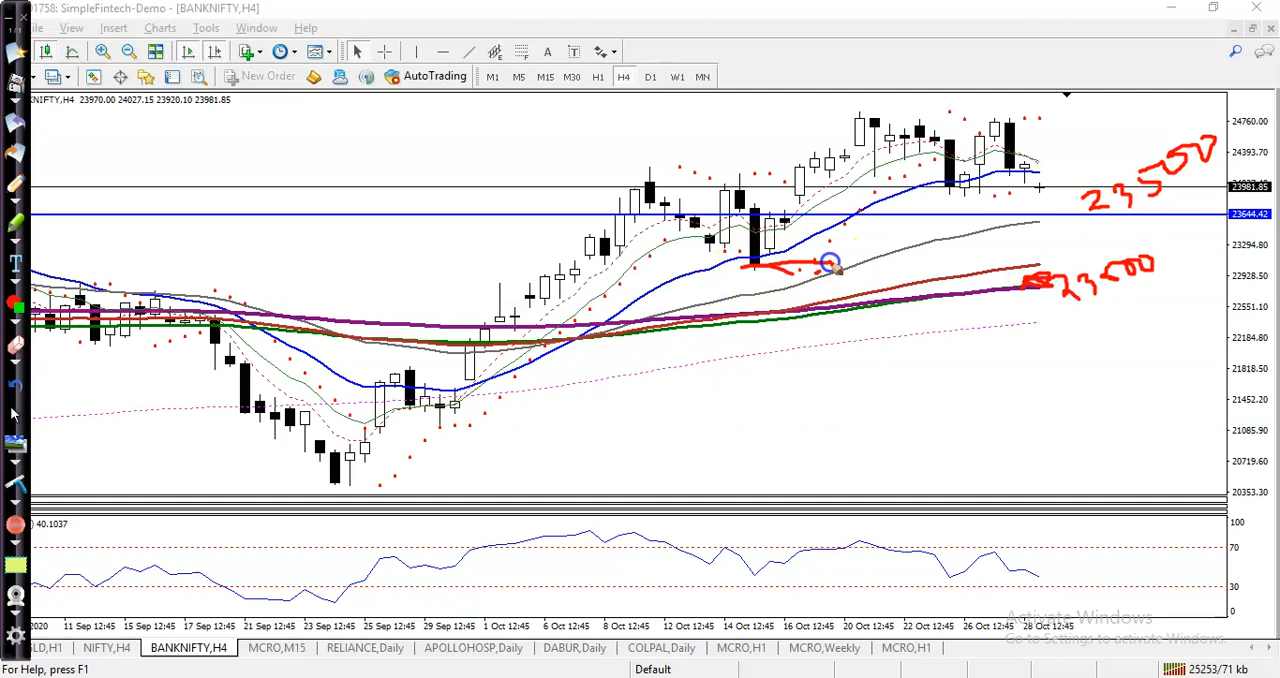 01758: SimpleFintech-Demo - [BANKNIFTY,H4]
ile View Insert Charts Tools Window Help
New Order AutoTrading M1 M5 M15 M30 H1 H4 D1 W1 MN
1/1
KNIFTY,H4 23970.00 24027.15 23920.10 23981.85
24760.00
24393.70
23981.85
23644.42
23294.80
22928.50
22551.10
22184.80
21818.50
21452.20
21085.90
20719.60
20353.30
23500
23000
40.1037
100
70
30
0
2020 11 Sep 12:45 15 Sep 12:45 17 Sep 12:45 21 Sep 12:45 23 Sep 12:45 25 Sep 12:45 29 Sep 12:45 1 Oct 12:45 6 Oct 12:45 8 Oct 12:45 12 Oct 12:45 14 Oct 12:45 16 Oct 12:45 20 Oct 12:45 22 Oct 12:45 26 Oct 12:45 28 Oct 12:45
Activate Windows
Go to Settings to activate Windows.
LD,H1 NIFTY,H4 BANKNIFTY,H4 MCRO,M15 RELIANCE,Daily APOLLOHOSP,Daily DABUR,Daily COLPAL,Daily MCRO,H1 MCRO,Weekly MCRO,H1
For Help, press F1 Default 25253/71 kb